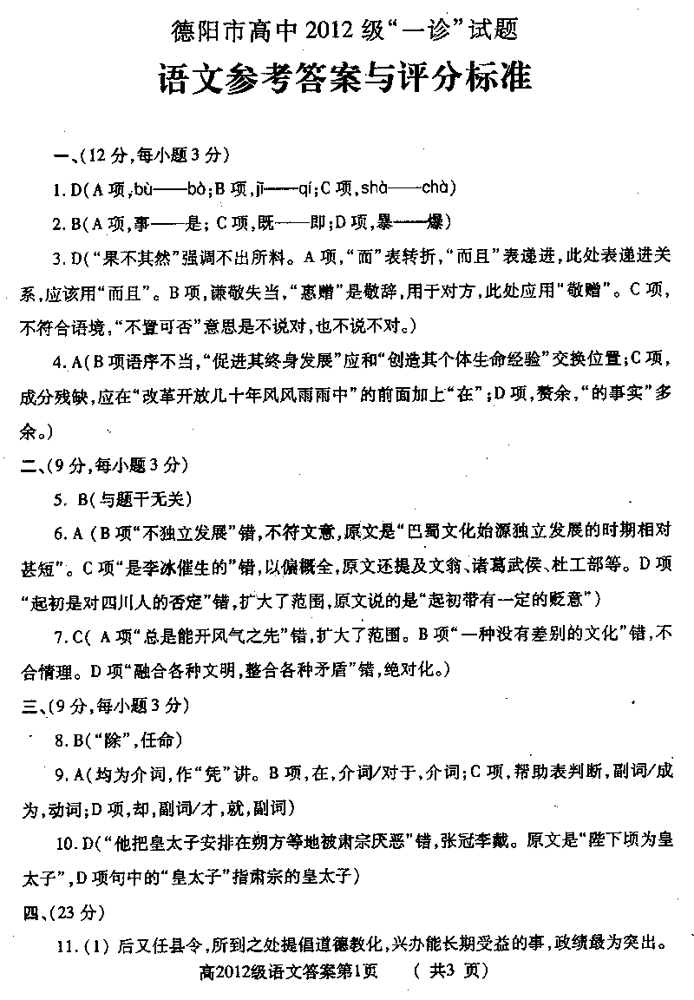 德阳市高中2012级“一诊”试题
语文参考答案与评分标准
一、(12分,每小题3分)
1.D(A项,bù——bò;B项,jī——qí;C项,shà——chà)
2.B(A项,事——是; C项,既——即;D项,暴——爆)
3.D(“果不其然”强调不出所料。A项,“而”表转折,“而且”表递进,此处表递进关
系,应该用“而且”。B项,谦敬失当,“惠赠”是敬辞,用于对方,此处应用“敬赠”。C项,
不符合语境,“不置可否”意思是不说对,也不说不对。)
4.A(B项语序不当,“促进其终身发展”应和“创造其个体生命经验”交换位置;C项,
成分残缺,应在“改革开放几十年风风雨雨中”的前面加上“在”;D项,赘余,“的事实”多
余。)
二、(9分,每小题3分)
5. B(与题干无关)
6.A (B项“不独立发展”错,不符文意,原文是“巴蜀文化始源独立发展的时期相对
甚短”。C项“是李冰催生的”错,以偏概全,原文还提及文翁、诸葛武侯、杜工部等。D项
“起初是对四川人的否定”错,扩大了范围,原文说的是“起初带有一定的贬意”)
7.C( A项“总是能开风气之先”错,扩大了范围。B项“一种没有差别的文化”错,不
合情理。D项“融合各种文明,整合各种矛盾”错,绝对化。)
三、(9分,每小题3分)
8.B(“除”,任命)
9.A(均为介词,作“凭”讲。B项,在,介词/对于,介词;C项,帮助表判断,副词/成
为,动词;D项,却,副词/才,就,副词)
10.D(“他把皇太子安排在朔方等地被肃宗厌恶”错,张冠李戴。原文是“陛下顷为皇
太子”,D项句中的“皇太子”指肃宗的皇太子)
四、(23分)
11.(1) 后又任县令,所到之处提倡道德教化,兴办能长期受益的事,政绩最为突出。
高2012级语文答案第1页 ( 共3 页)